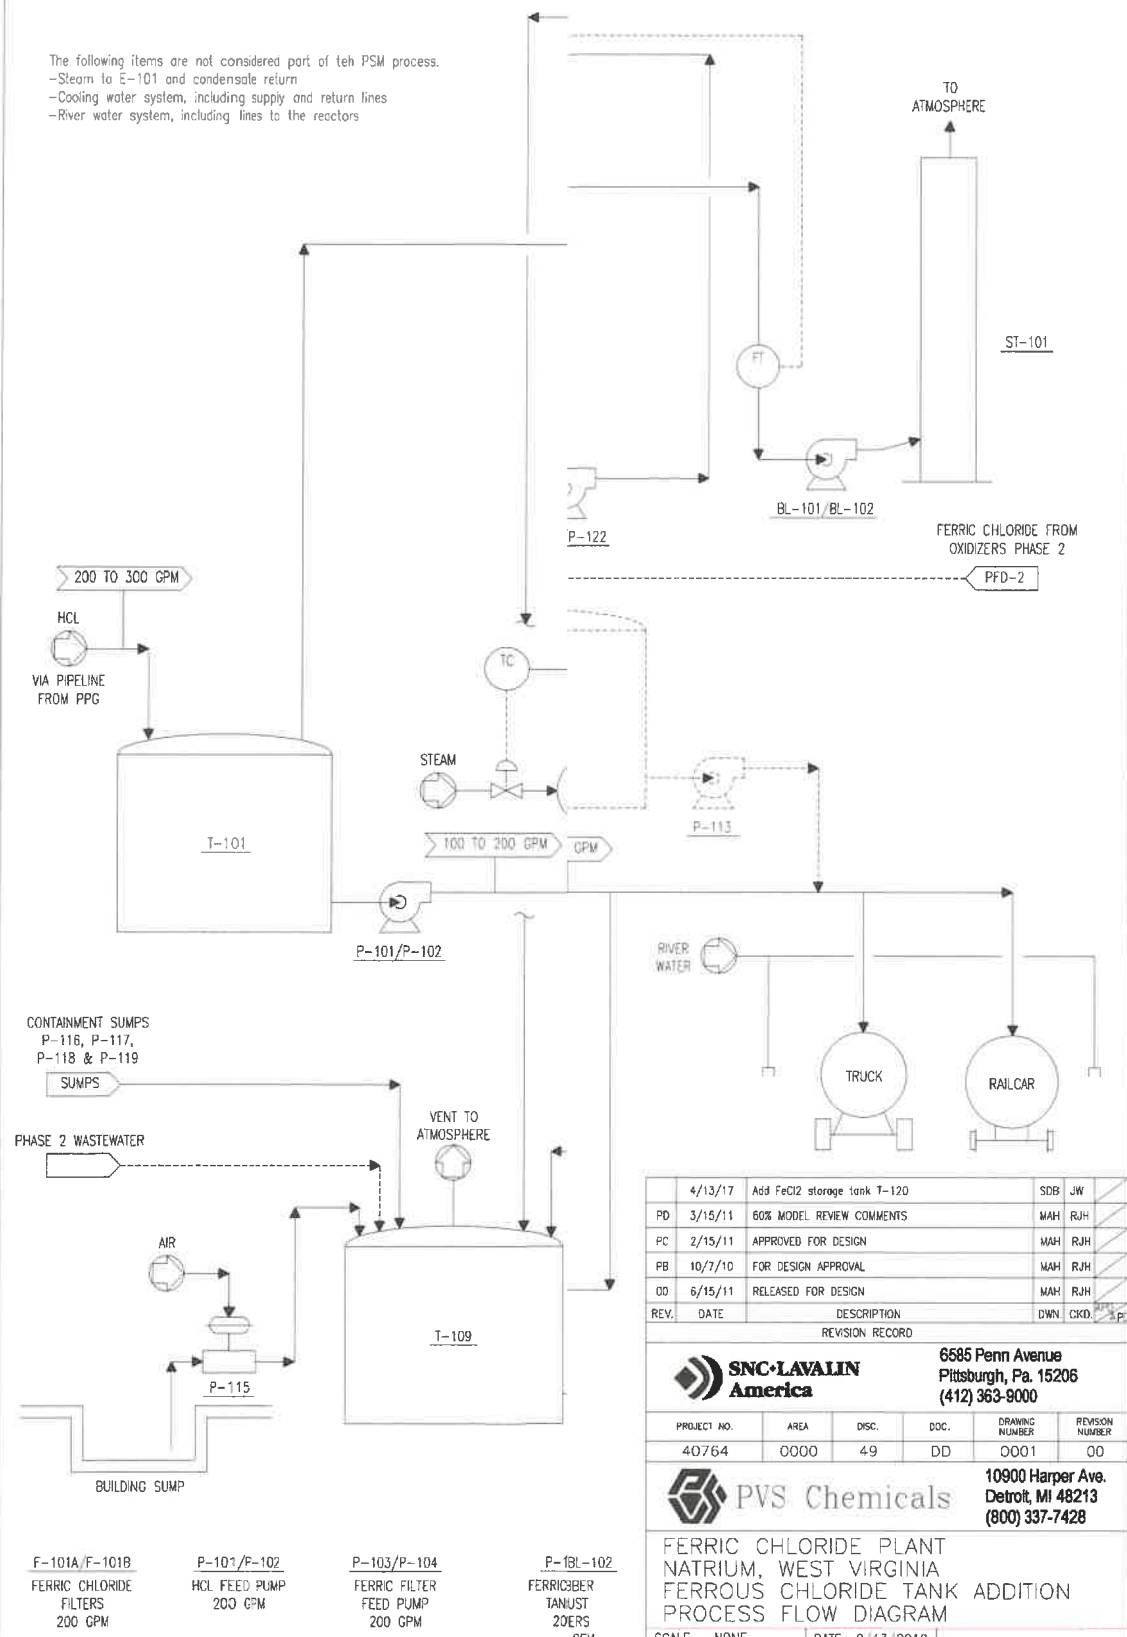 The following items are not considered part of teh PSM process.
-Steam to E-101 and condensate return
-Cooling water system, including supply and return lines
-River water system, including lines to the reactors
TO
ATMOSPHERE
ST-101
FT
BL-101/BL-102
P-122
FERRIC CHLORIDE FROM
OXIDIZERS PHASE 2
PFD-2
200 TO 300 GPM
HCL
VIA PIPELINE
FROM PPG
TC
STEAM
P-113
T-101
100 TO 200 GPM
GPM
P-101/P-102
RIVER
WATER
TRUCK
RAILCAR
CONTAINMENT SUMPS
P-116, P-117,
P-118 & P-119
SUMPS
VENT TO
ATMOSPHERE
PHASE 2 WASTEWATER
AIR
T-109
P-115
BUILDING SUMP
4/13/17 Add FeCl2 storage tank T-120 SDB JW
PD 3/15/11 60% MODEL REVIEW COMMENTS MAH RJH
PC 2/15/11 APPROVED FOR DESIGN MAH RJH
PB 10/7/10 FOR DESIGN APPROVAL MAH RJH
00 6/15/11 RELEASED FOR DESIGN MAH RJH
REV. DATE DESCRIPTION DWN. CKD.
REVISION RECORD
SNC•LAVALIN
America
6585 Penn Avenue
Pittsburgh, Pa. 15206
(412) 363-9000
PROJECT NO. AREA DISC. DOC. DRAWING NUMBER REVISION NUMBER
40764 0000 49 DD 0001 00
PVS Chemicals
10900 Harper Ave.
Detroit, MI 48213
(800) 337-7428
FERRIC CHLORIDE PLANT
NATRIUM, WEST VIRGINIA
FERROUS CHLORIDE TANK ADDITION
PROCESS FLOW DIAGRAM
F-101A/F-101B
FERRIC CHLORIDE
FILTERS
200 GPM
P-101/P-102
HCL FEED PUMP
200 GPM
P-103/P-104
FERRIC FILTER
FEED PUMP
200 GPM